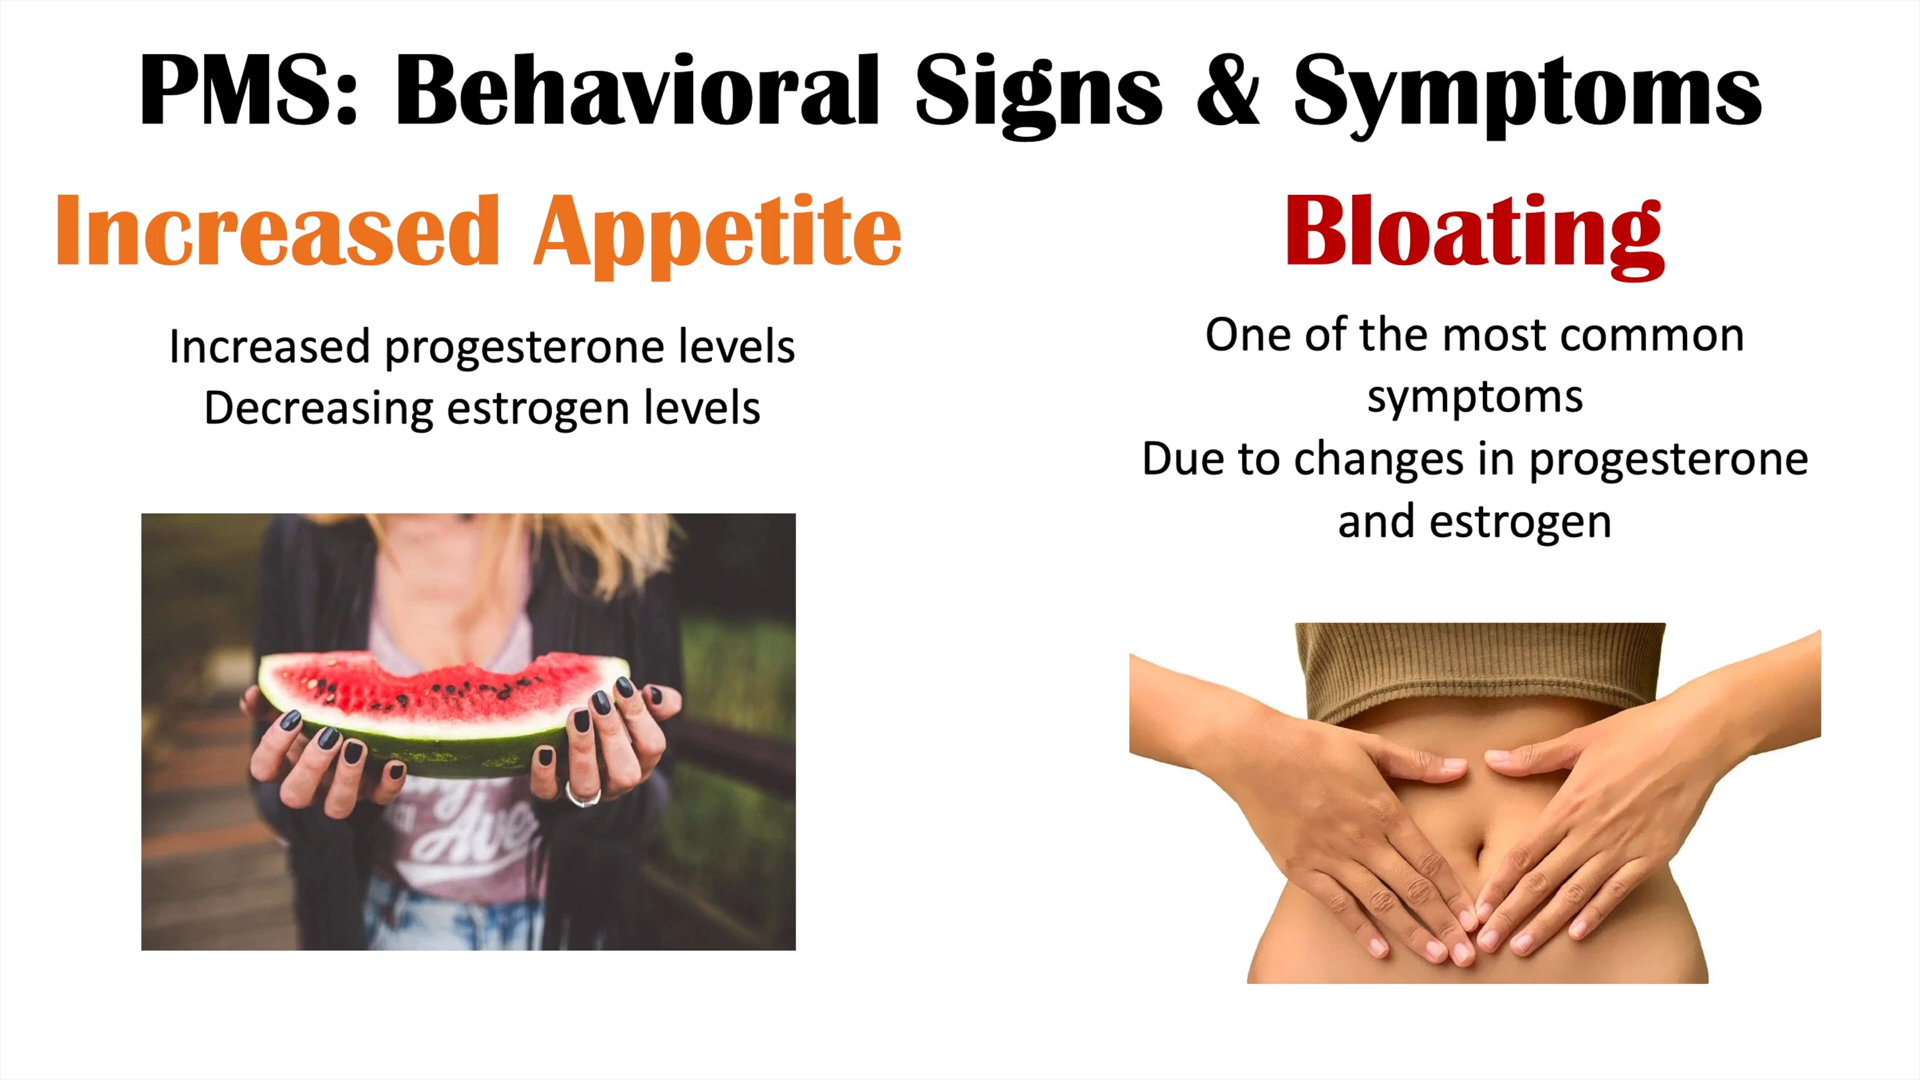 PMS: Behavioral Signs & Symptoms
Increased Appetite
Increased progesterone levels
Decreasing estrogen levels
Bloating
One of the most common
symptoms
Due to changes in progesterone
and estrogen